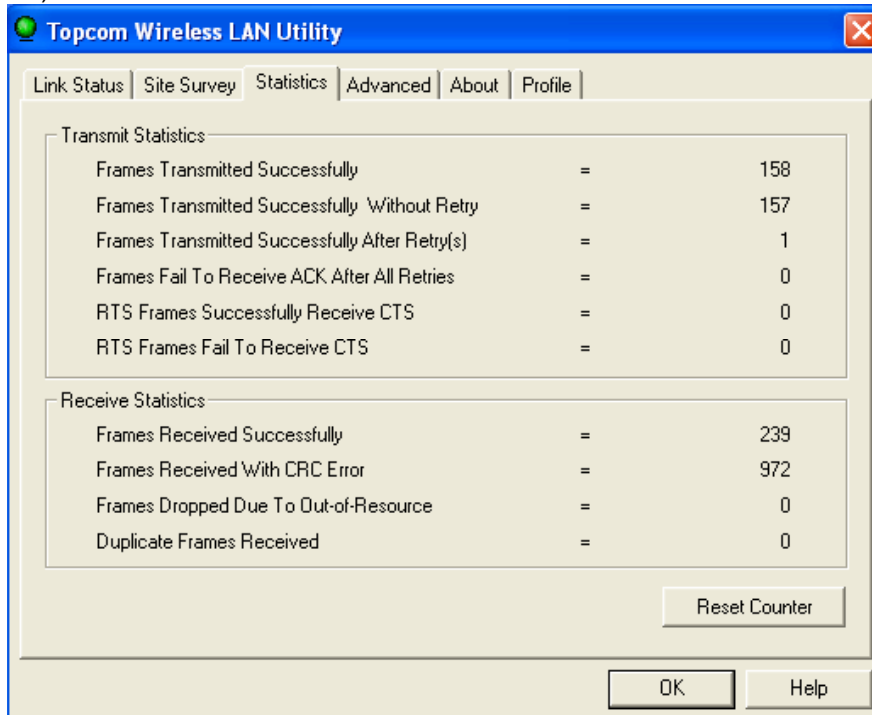 Topcom Wireless LAN Utility
Link Status Site Survey Statistics Advanced About Profile
Transmit Statistics
Frames Transmitted Successfully = 158
Frames Transmitted Successfully Without Retry = 157
Frames Transmitted Successfully After Retry(s) = 1
Frames Fail To Receive ACK After All Retries = 0
RTS Frames Successfully Receive CTS = 0
RTS Frames Fail To Receive CTS = 0
Receive Statistics
Frames Received Successfully = 239
Frames Received With CRC Error = 972
Frames Dropped Due To Out-of-Resource = 0
Duplicate Frames Received = 0
Reset Counter
OK Help